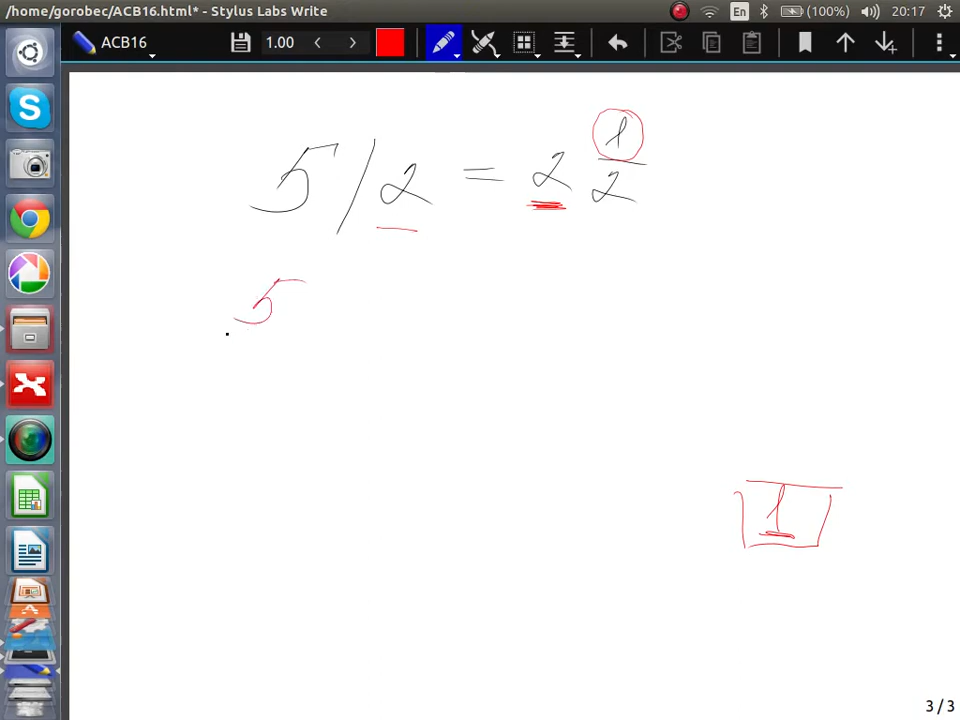 /home/gorobec/ACB16.html* - Stylus Labs Write
En (100%) 20:17
ACB16 1.00
5 / 2 = 2 1/2
5
1
3 / 3